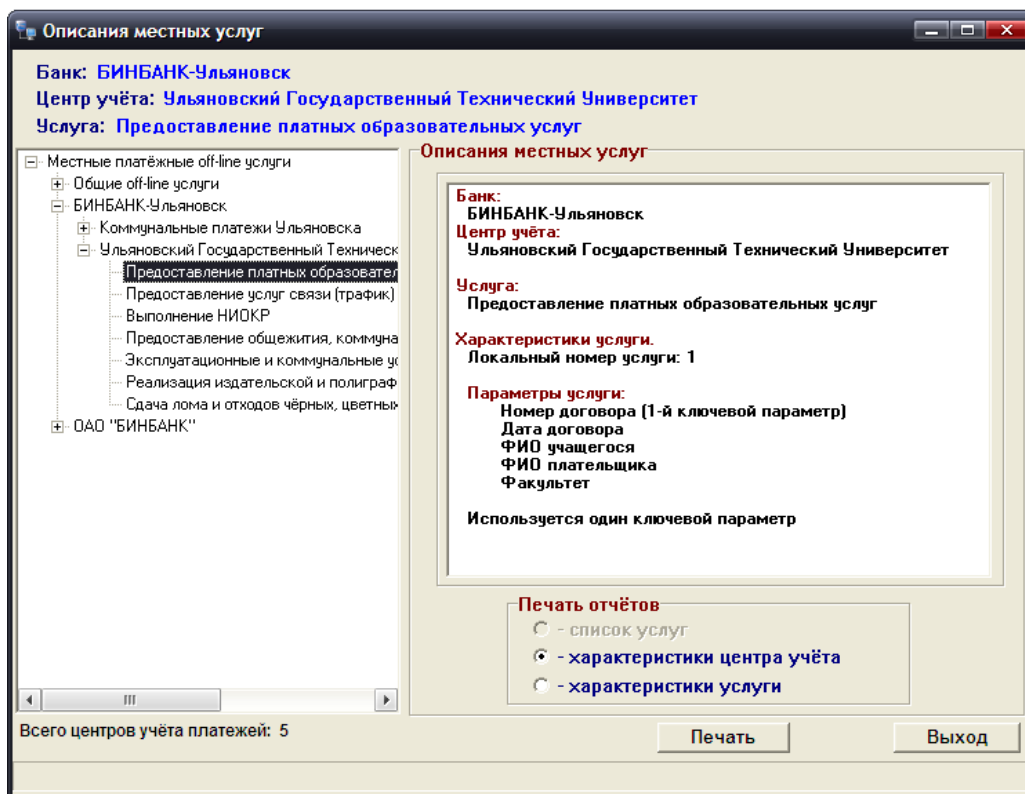 Описания местных услуг
Банк: БИНБАНК-Ульяновск
Центр учёта: Ульяновский Государственный Технический Университет
Услуга: Предоставление платных образовательных услуг
Местные платёжные off-line услуги
Общие off-line услуги
БИНБАНК-Ульяновск
Коммунальные платежи Ульяновска
Ульяновский Государственный Техническ
Предоставление платных образовател
Предоставление услуг связи (трафик)
Выполнение НИОКР
Предоставление общежития, коммуна
Эксплуатационные и коммунальные ус
Реализация издательской и полиграф
Сдача лома и отходов чёрных, цветных
ОАО "БИНБАНК"
Всего центров учёта платежей: 5
Описания местных услуг
Банк:
БИНБАНК-Ульяновск
Центр учёта:
Ульяновский Государственный Технический Университет
Услуга:
Предоставление платных образовательных услуг
Характеристики услуги.
Локальный номер услуги: 1
Параметры услуги:
Номер договора (1-й ключевой параметр)
Дата договора
ФИО учащегося
ФИО плательщика
Факультет
Используется один ключевой параметр
Печать отчётов
- список услуг
- характеристики центра учёта
- характеристики услуги
Печать
Выход